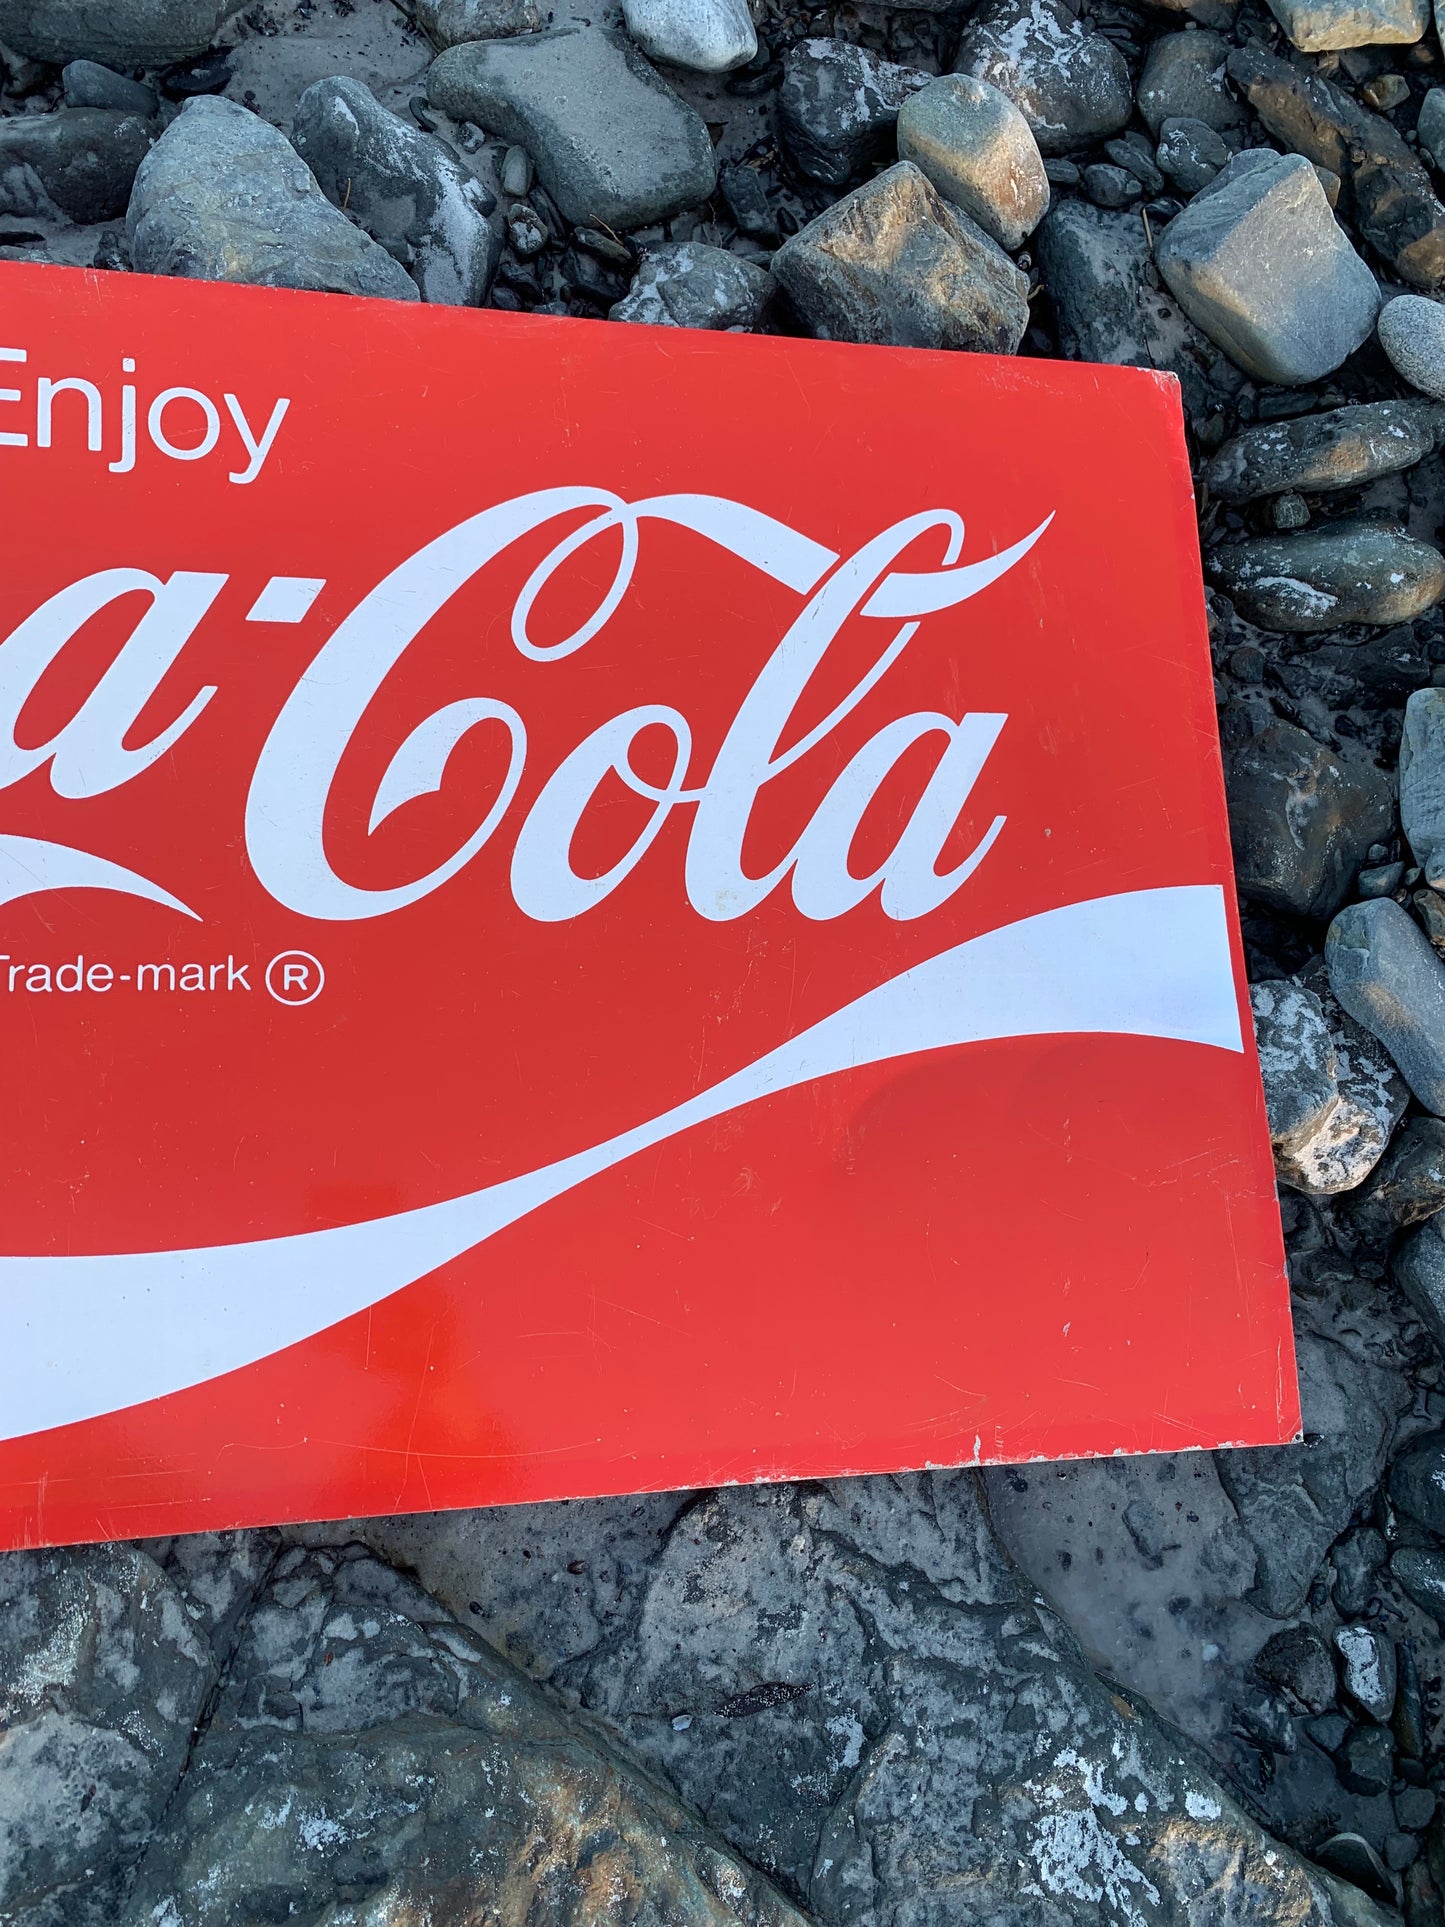 Enjoy
a-Cola
Trade-mark ®